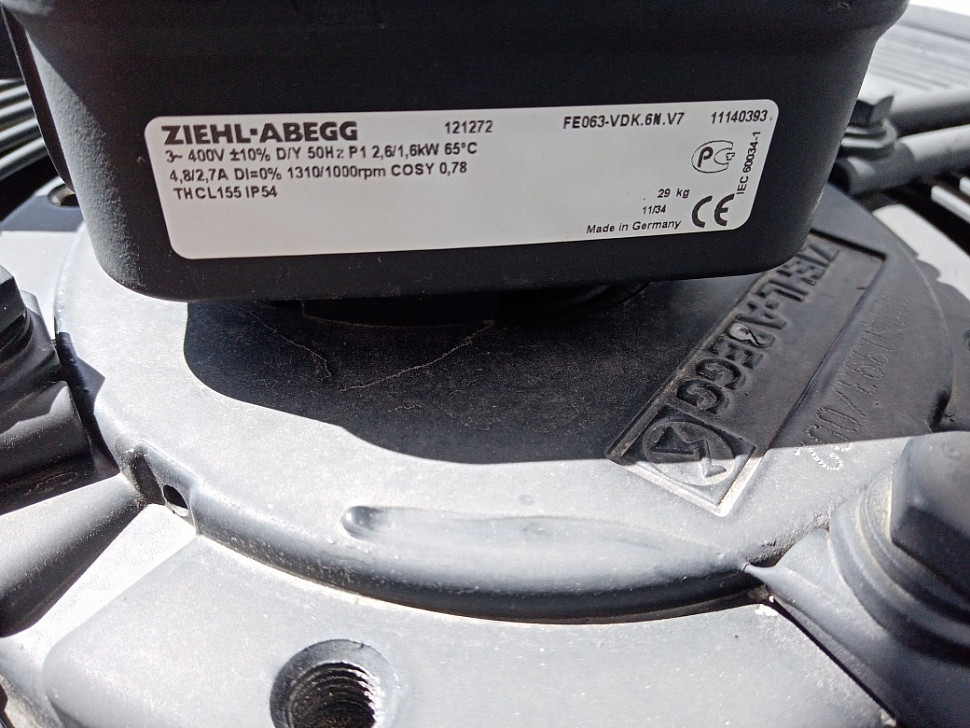 ZIEHL-ABEGG 121272 FE063-VDK.6N.V7 11140393
3~ 400V ±10% D/Y 50Hz P1 2,6/1,6kW 65°C
4,8/2,7A DI=0% 1310/1000rpm COSY 0,78
THCL155 IP54
IEC 60034-1
29 kg
11/34
CE
Made in Germany
ZIEHL-ABEGG